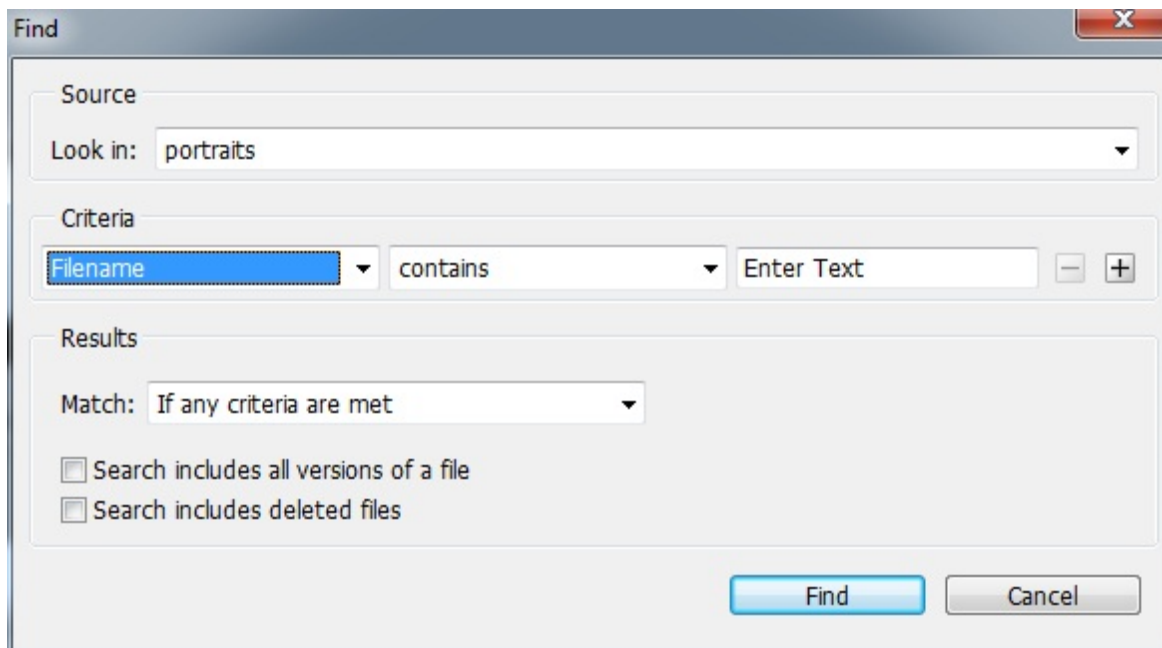 Find
Source
Look in: portraits
Criteria
Filename contains Enter Text
Results
Match: If any criteria are met
Search includes all versions of a file
Search includes deleted files
Find Cancel